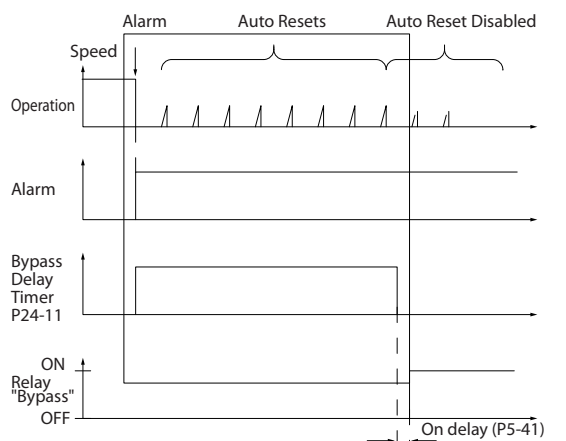 Alarm
Auto Resets
Auto Reset Disabled
Speed
Operation
Alarm
Bypass
Delay
Timer
P24-11
ON
Relay
"Bypass"
OFF
On delay (P5-41)